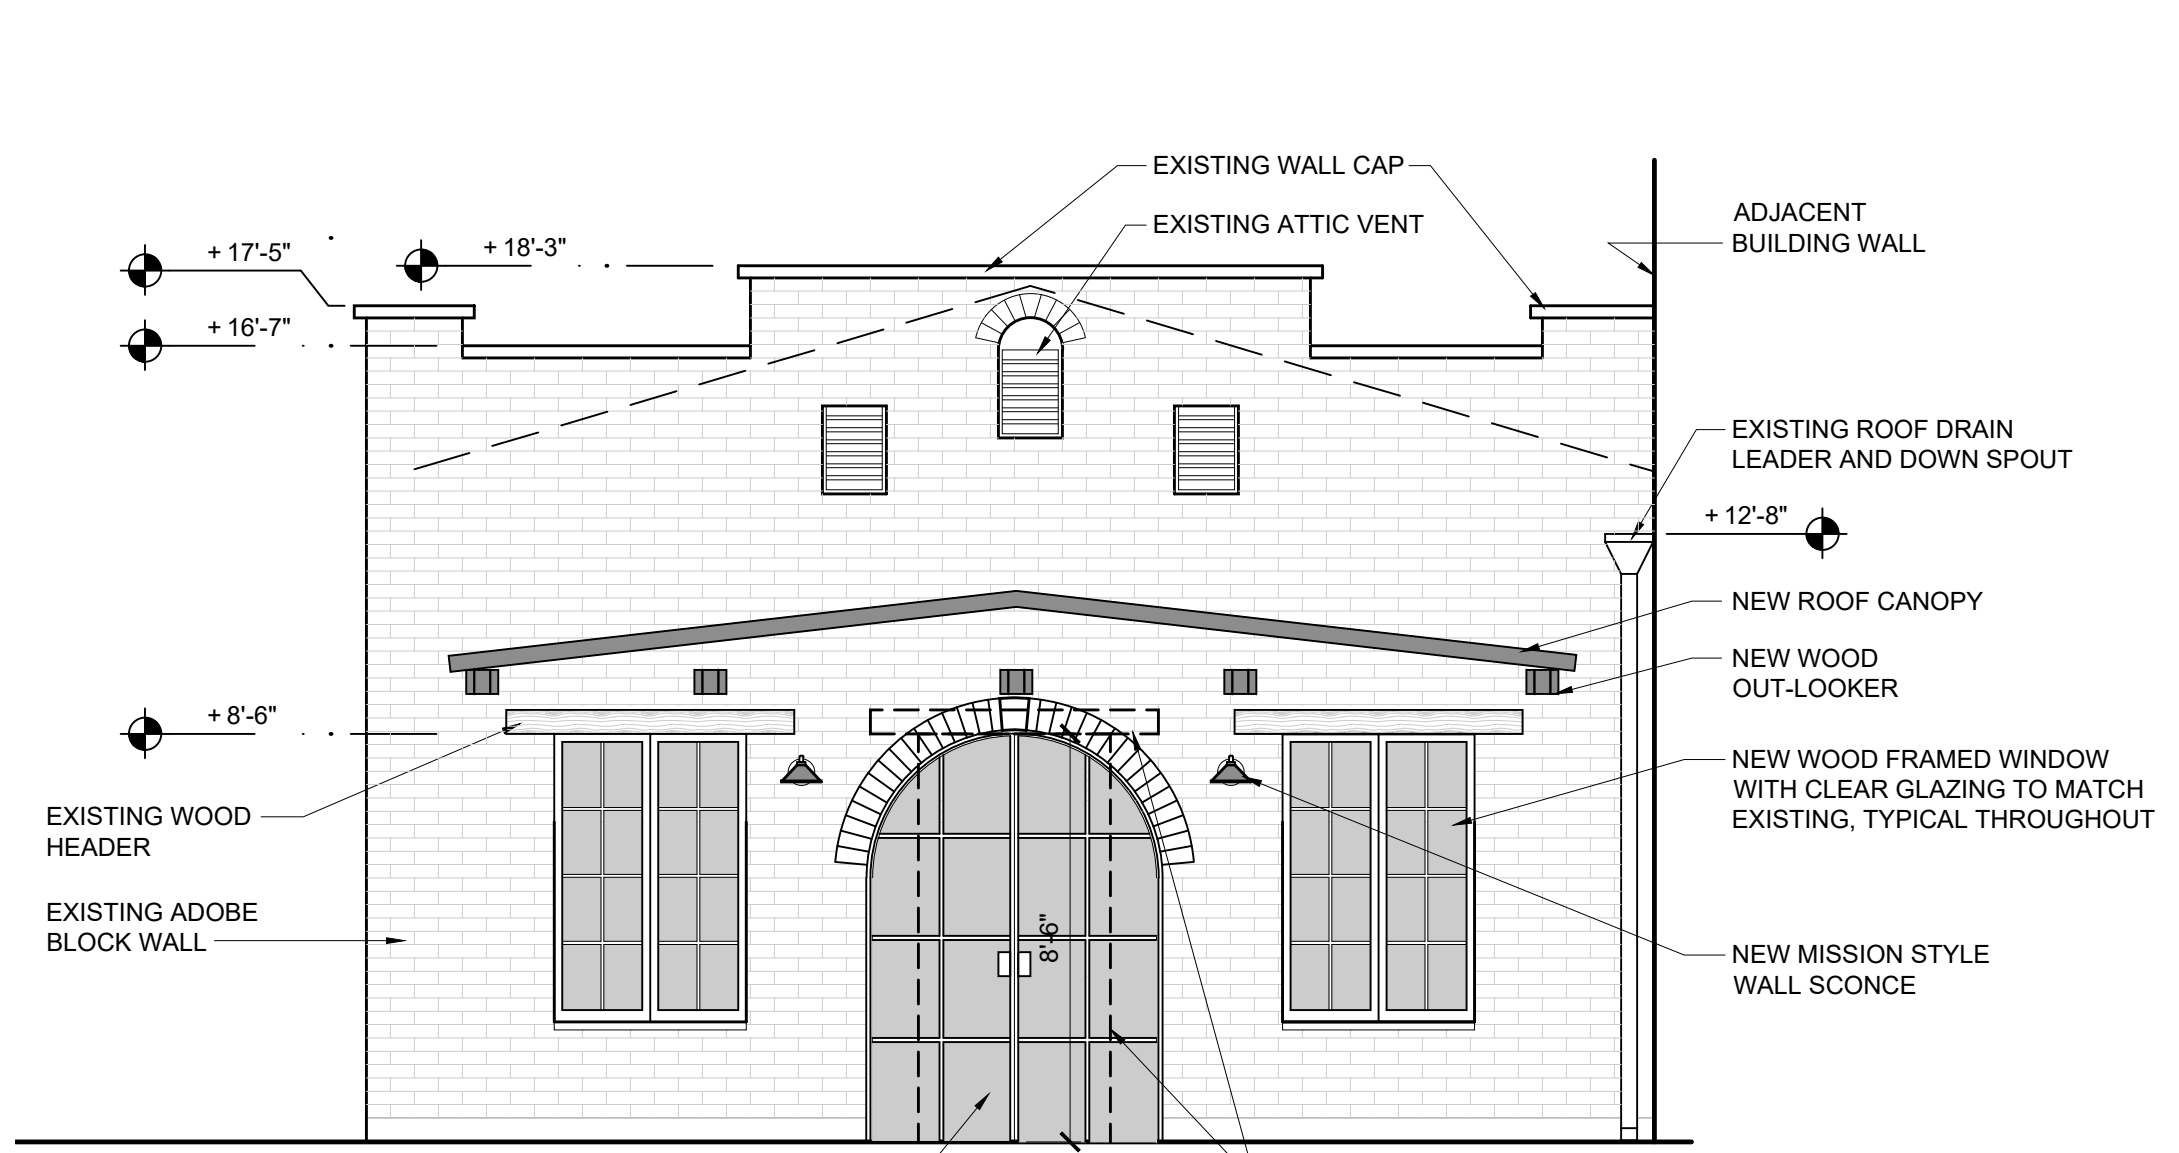 EXISTING WALL CAP
EXISTING ATTIC VENT
ADJACENT
BUILDING WALL
+ 17'-5"
+ 18'-3"
+ 16'-7"
EXISTING ROOF DRAIN
LEADER AND DOWN SPOUT
+ 12'-8"
NEW ROOF CANOPY
NEW WOOD
OUT-LOOKER
+ 8'-6"
NEW WOOD FRAMED WINDOW
WITH CLEAR GLAZING TO MATCH
EXISTING, TYPICAL THROUGHOUT
EXISTING WOOD
HEADER
EXISTING ADOBE
BLOCK WALL
8'-6"
NEW MISSION STYLE
WALL SCONCE